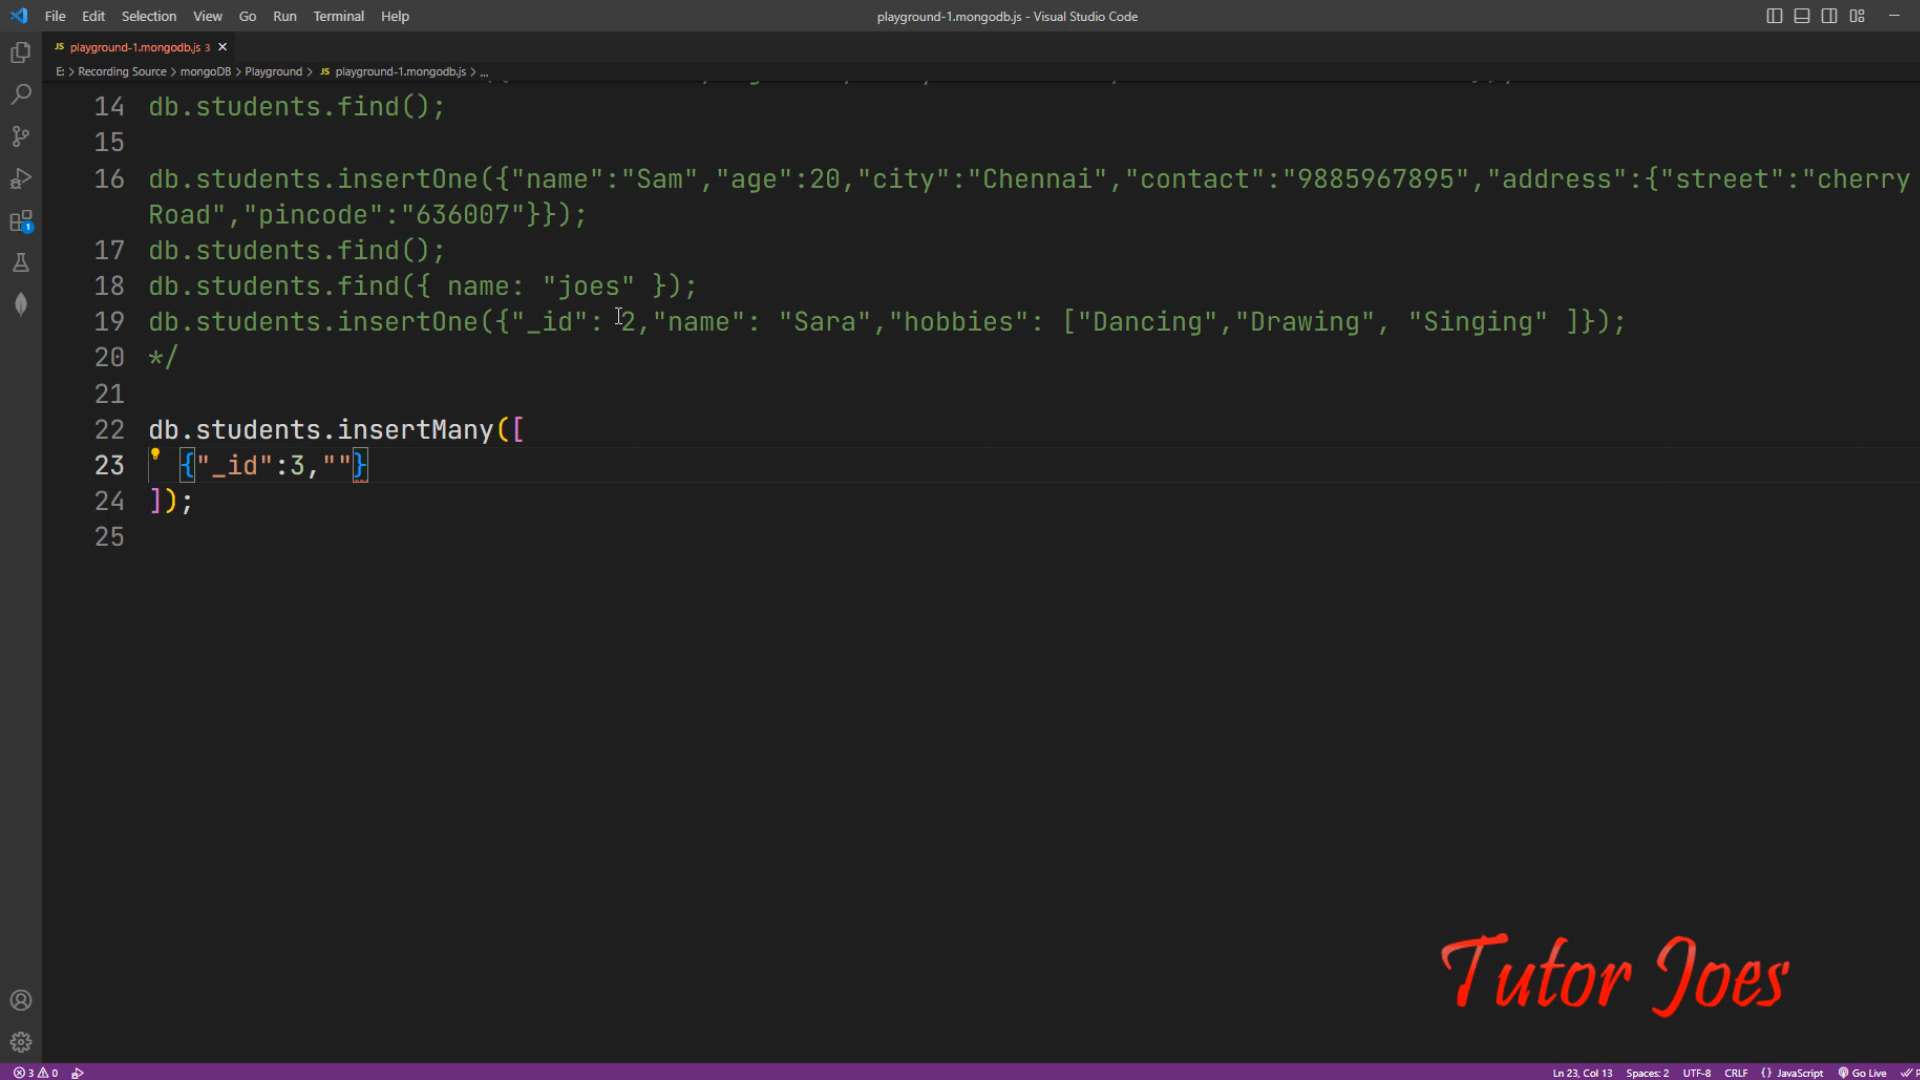 File Edit Selection View Go Run Terminal Help
playground-1.mongodb.js - Visual Studio Code
JS playground-1.mongodb.js 3
E: > Recording Source > mongoDB > Playground > JS playground-1.mongodb.js > ...
14 db.students.find();
15
16 db.students.insertOne({"name":"Sam","age":20,"city":"Chennai","contact":"9885967895","address":{"street":"cherry
Road","pincode":"636007"}});
17 db.students.find();
18 db.students.find({ name: "joes" });
19 db.students.insertOne({"_id": 2,"name": "Sara","hobbies": ["Dancing","Drawing", "Singing" ]});
20 */
21
22 db.students.insertMany([
23 {"_id":3,""}
24 ]);
25
1
Tutor Joes
3 0
Ln 23, Col 13 Spaces: 2 UTF-8 CRLF {} JavaScript Go Live